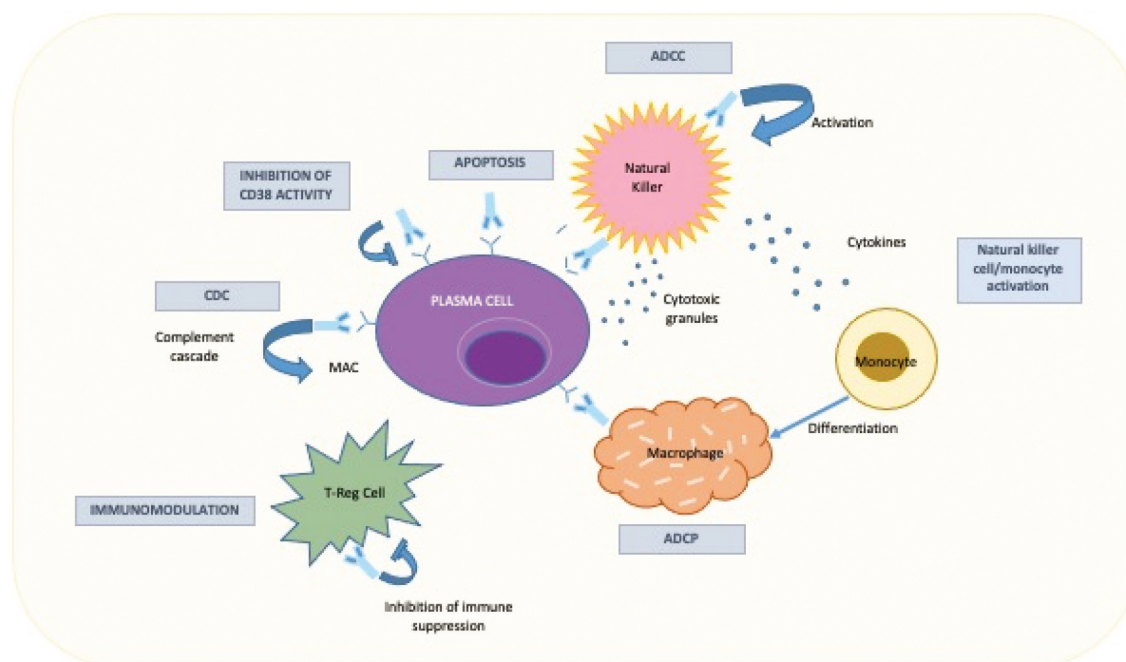 ADCC
Activation
Natural
Killer
APOPTOSIS
INHIBITION OF
CD38 ACTIVITY
Cytokines
Natural killer
cell/monocyte
activation
PLASMA CELL
Cytotoxic
granules
CDC
Complement
cascade
MAC
Monocyte
Differentiation
Macrophage
T-Reg Cell
IMMUNOMODULATION
ADCP
Inhibition of immune
suppression